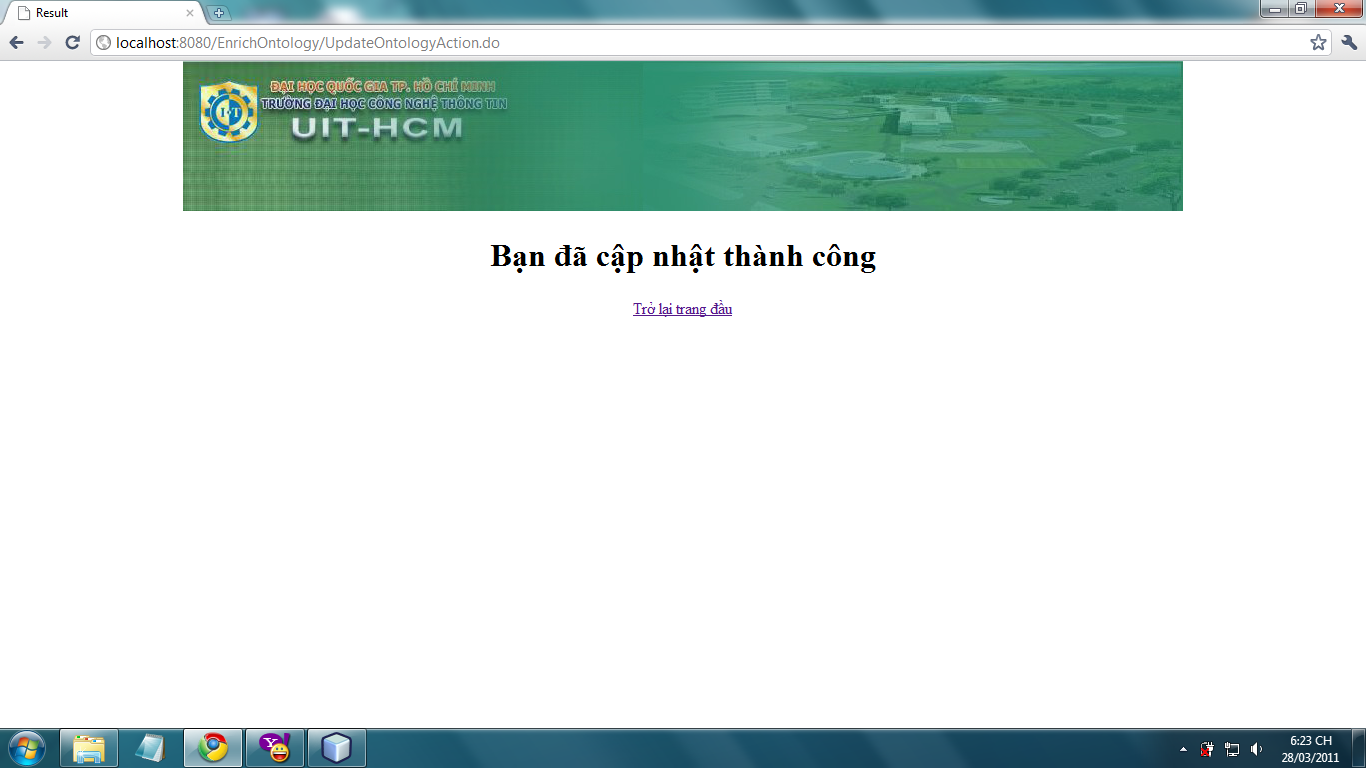 Result
localhost:8080/EnrichOntology/UpdateOntologyAction.do
ĐẠI HỌC QUỐC GIA TP. HỒ CHÍ MINH
TRƯỜNG ĐẠI HỌC CÔNG NGHỆ THÔNG TIN
UIT-HCM
Bạn đã cập nhật thành công
Trở lại trang đầu
6:23 CH
28/03/2011